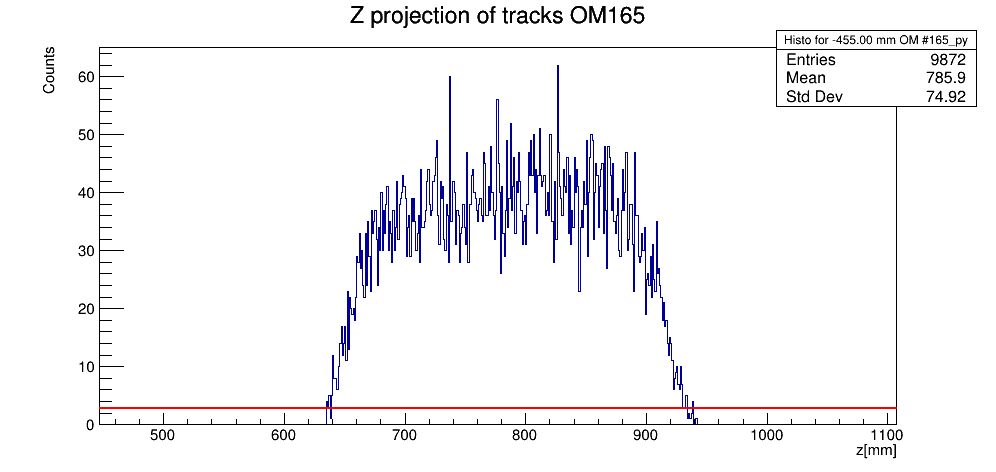 Z projection of tracks OM165
Histo for -455.00 mm OM #165_py
Entries 9872
Mean 785.9
Std Dev 74.92
Counts
60
50
40
30
20
10
0
500 600 700 800 900 1000 1100
z[mm]